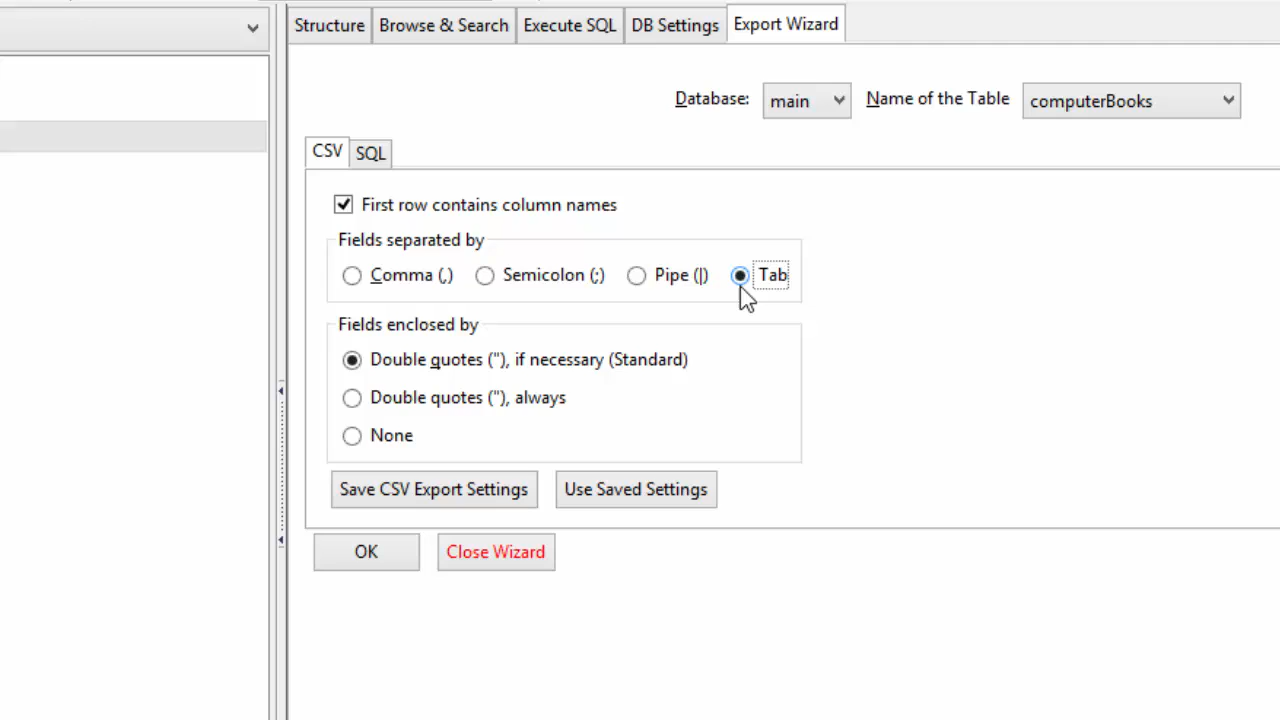 Structure Browse & Search Execute SQL DB Settings Export Wizard
Database: main Name of the Table computerBooks
CSV SQL
First row contains column names
Fields separated by
Comma (,) Semicolon (;) Pipe (|) Tab
Fields enclosed by
Double quotes ("), if necessary (Standard)
Double quotes ("), always
None
Save CSV Export Settings Use Saved Settings
OK Close Wizard